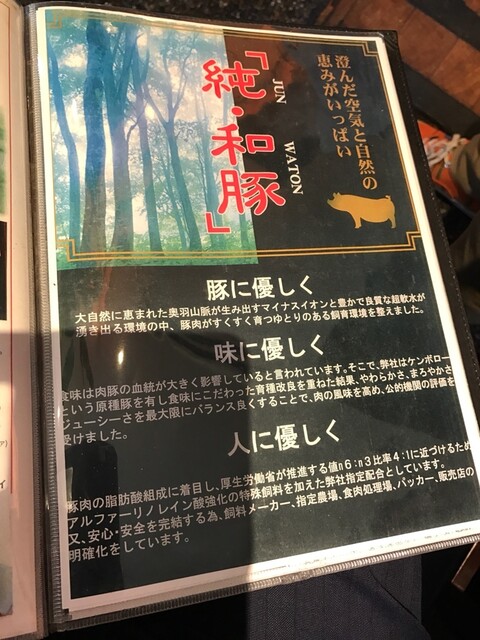 澄んだ空気と自然の
恵みがいっぱい
「純・和豚」
JUN WATON
豚に優しく
大自然に恵まれた奥羽山脈が生み出すマイナスイオンと豊かで良質な超軟水が
湧き出る環境の中、豚肉がすくすく育つゆとりのある飼育環境を整えました。
味に優しく
食味は肉豚の血統が大きく影響していると言われています。そこで、弊社はケンボロー
という原種豚を有し食味にこだわった育種改良を重ねた結果、やわらかさ、まろやかさ
ジューシーさを最大限にバランス良くすることで、肉の風味を高め、公的機関の評価を
受けました。
人に優しく
豚肉の脂肪酸組成に着目し、厚生労働省が推進する値n6:n3比率4:1に近づけるため
アルファーリノレイン酸強化の特殊飼料を加えた弊社指定配合としています。
又、安心・安全を完結する為、飼料メーカー、指定農場、食肉処理場、パッカー、販売店の
明確化をしています。